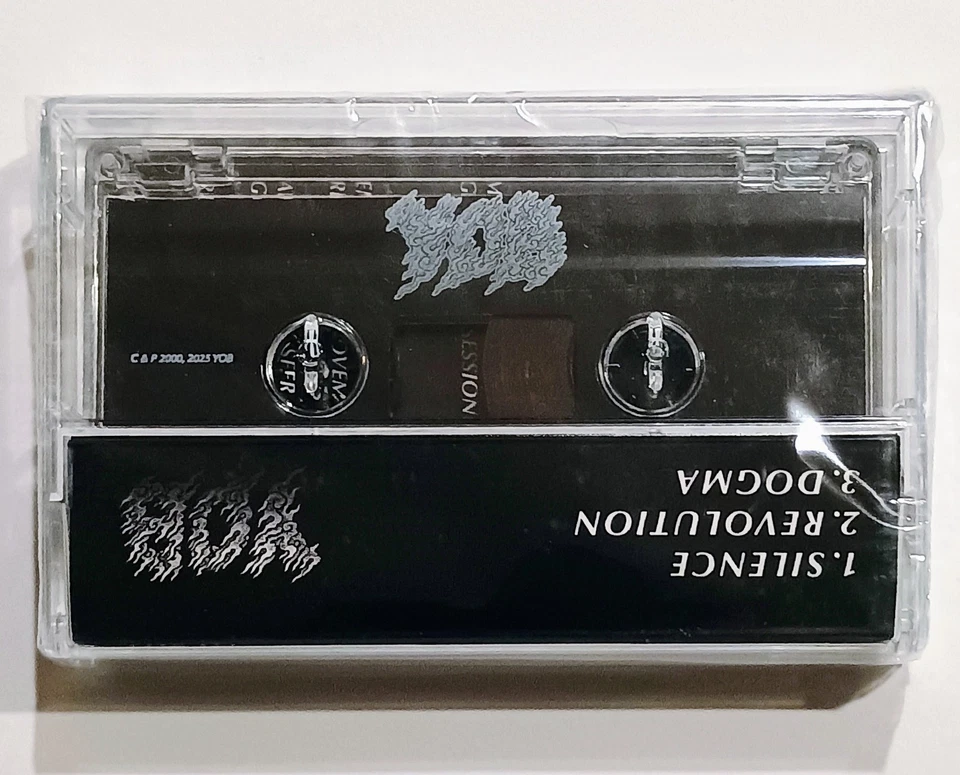 YOB
C & P 2000, 2025 YOB
SESSION
YOB
1. SILENCE
2. REVOLUTION
3. DOGMA